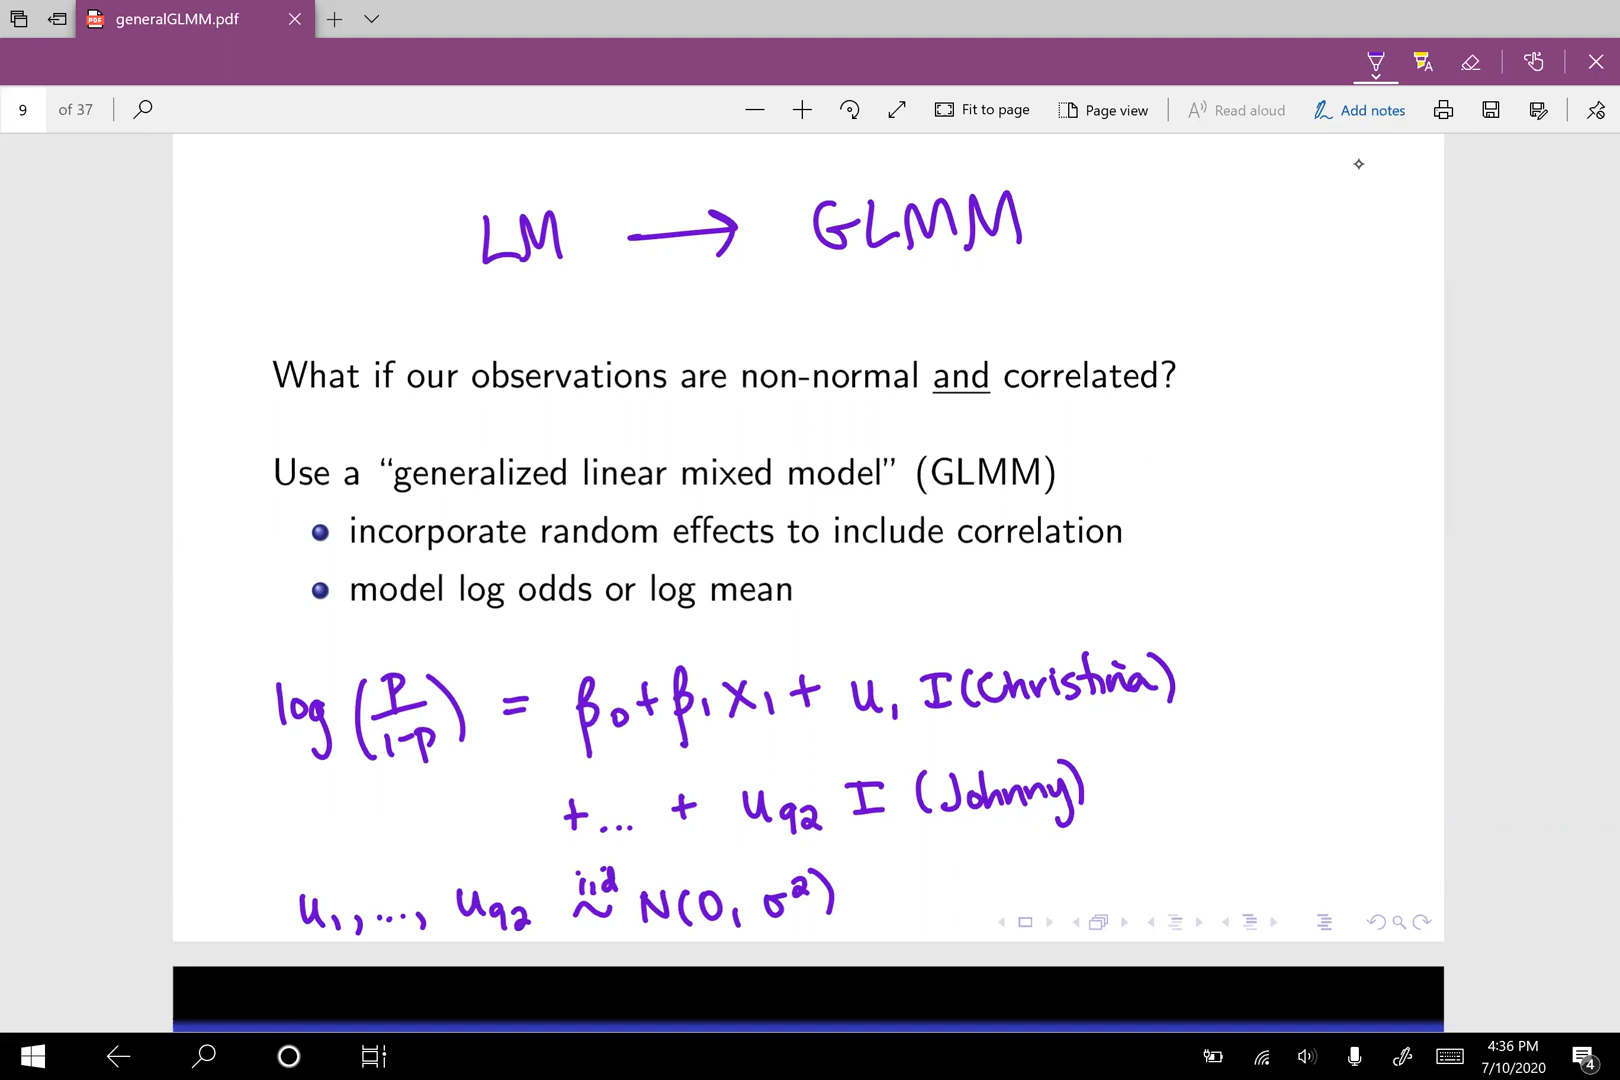 generalGLMM.pdf
9 of 37
Fit to page
Page view
Read aloud
Add notes
LM → GLMM
What if our observations are non-normal and correlated?
Use a “generalized linear mixed model” (GLMM)
incorporate random effects to include correlation
model log odds or log mean
log (p/1-p) = β₀ + β₁ x₁ + u₁ I(Christina)
+ ... + u₉₂ I (Johnny)
u₁, ..., u₉₂ iid ~ N(0, σ²)
4:36 PM
7/10/2020
4